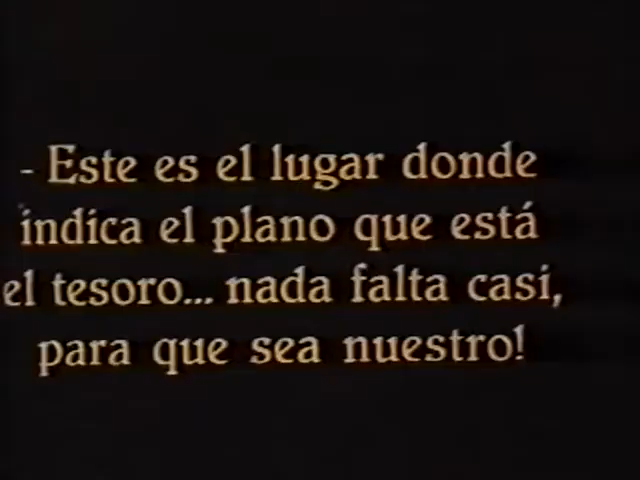 - Este es el lugar donde
indica el plano que está
el tesoro... nada falta casi,
para que sea nuestro!